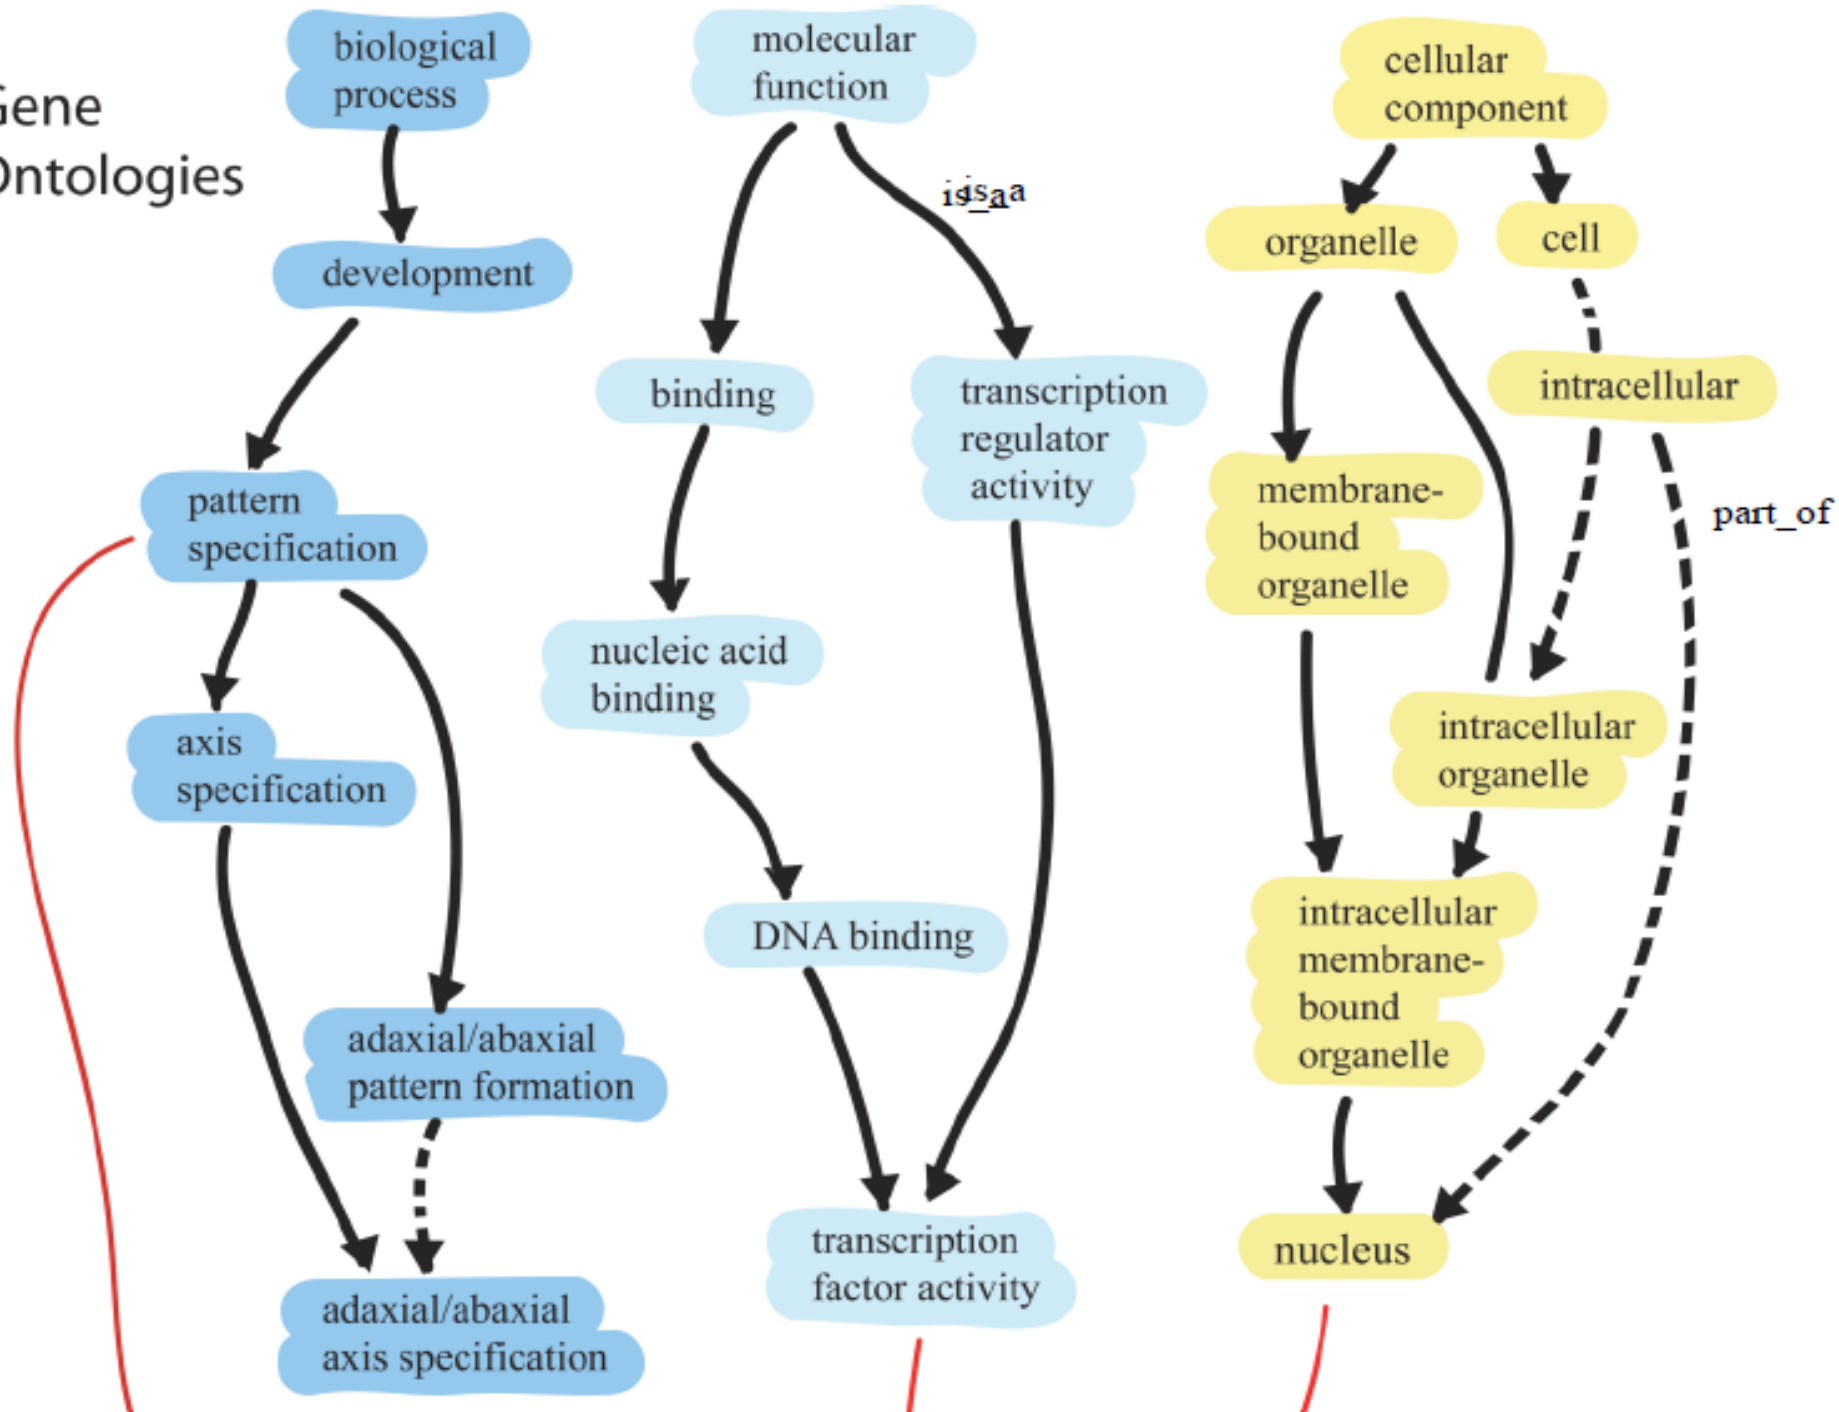 Gene
Ontologies
biological
process
development
pattern
specification
axis
specification
adaxial/abaxial
pattern formation
adaxial/abaxial
axis specification
molecular
function
is_a
is_a
binding
transcription
regulator
activity
nucleic acid
binding
DNA binding
transcription
factor activity
cellular
component
organelle
cell
intracellular
membrane-
bound
organelle
part_of
intracellular
organelle
intracellular
membrane-
bound
organelle
nucleus